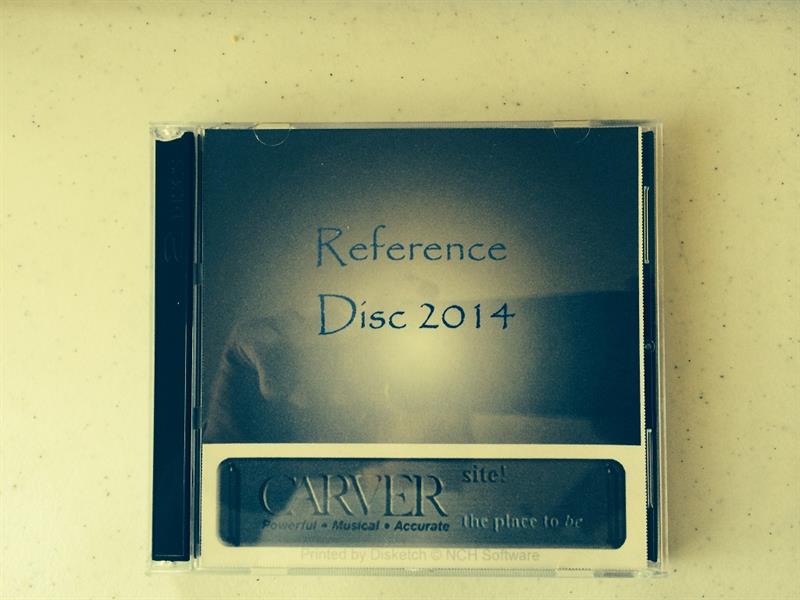 Reference
Disc 2014
CARVER site!
Powerful • Musical • Accurate the place to be
Printed by Disketch © NCH Software